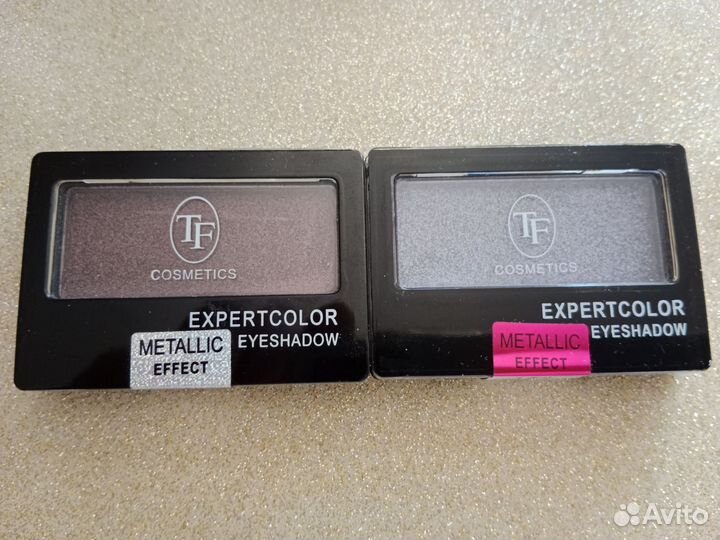 TF
COSMETICS
EXPERTCOLOR
EYESHADOW
METALLIC
EFFECT
TF
COSMETICS
EXPERTCOLOR
EYESHADOW
METALLIC
EFFECT
Avito